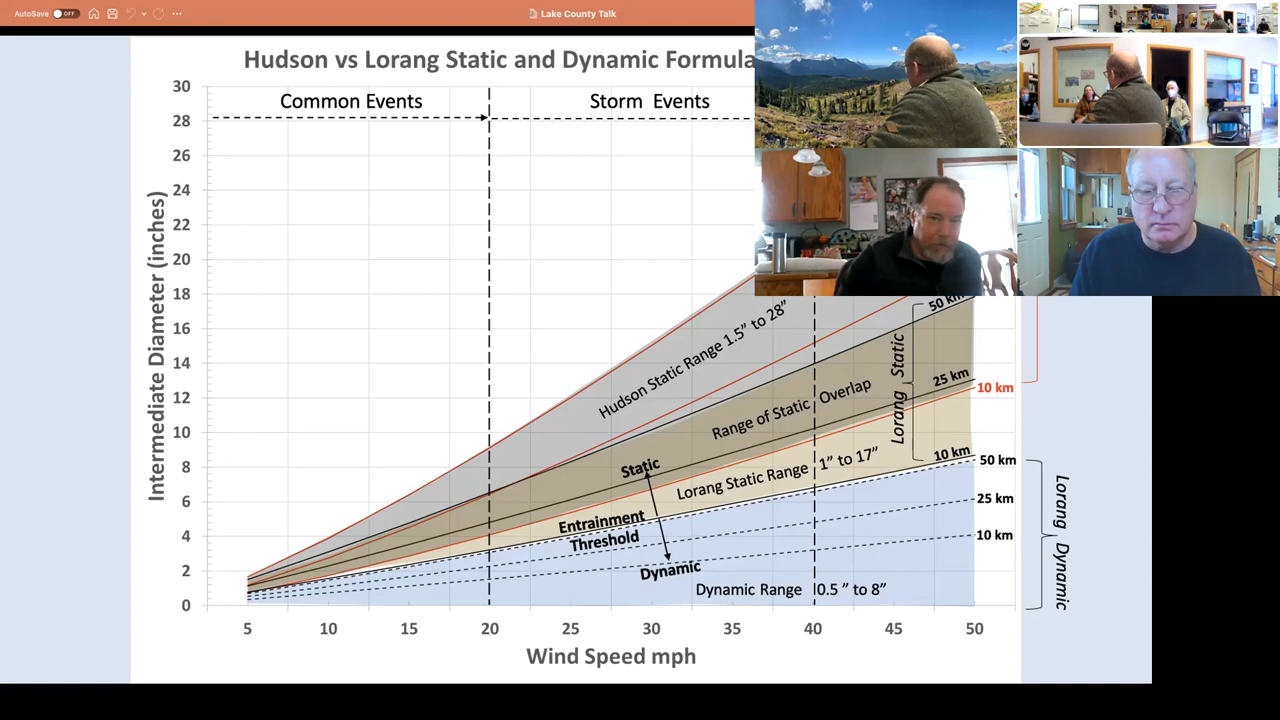 AutoSave OFF
Lake County Talk
Hudson vs Lorang Static and Dynamic Formula
Common Events
Storm Events
30
28
26
24
22
20
18
16
14
12
10
8
6
4
2
0
Intermediate Diameter (inches)
5
10
15
20
25
30
35
40
45
50
Wind Speed mph
Hudson Static Range 1.5” to 28”
Range of Static Overlap
Lorang Static Range 1” to 17”
Static
Entrainment
Threshold
Dynamic
Dynamic Range 0.5 ” to 8”
50 km
25 km
10 km
10 km
50 km
25 km
10 km
Lorang Static
Lorang Dynamic